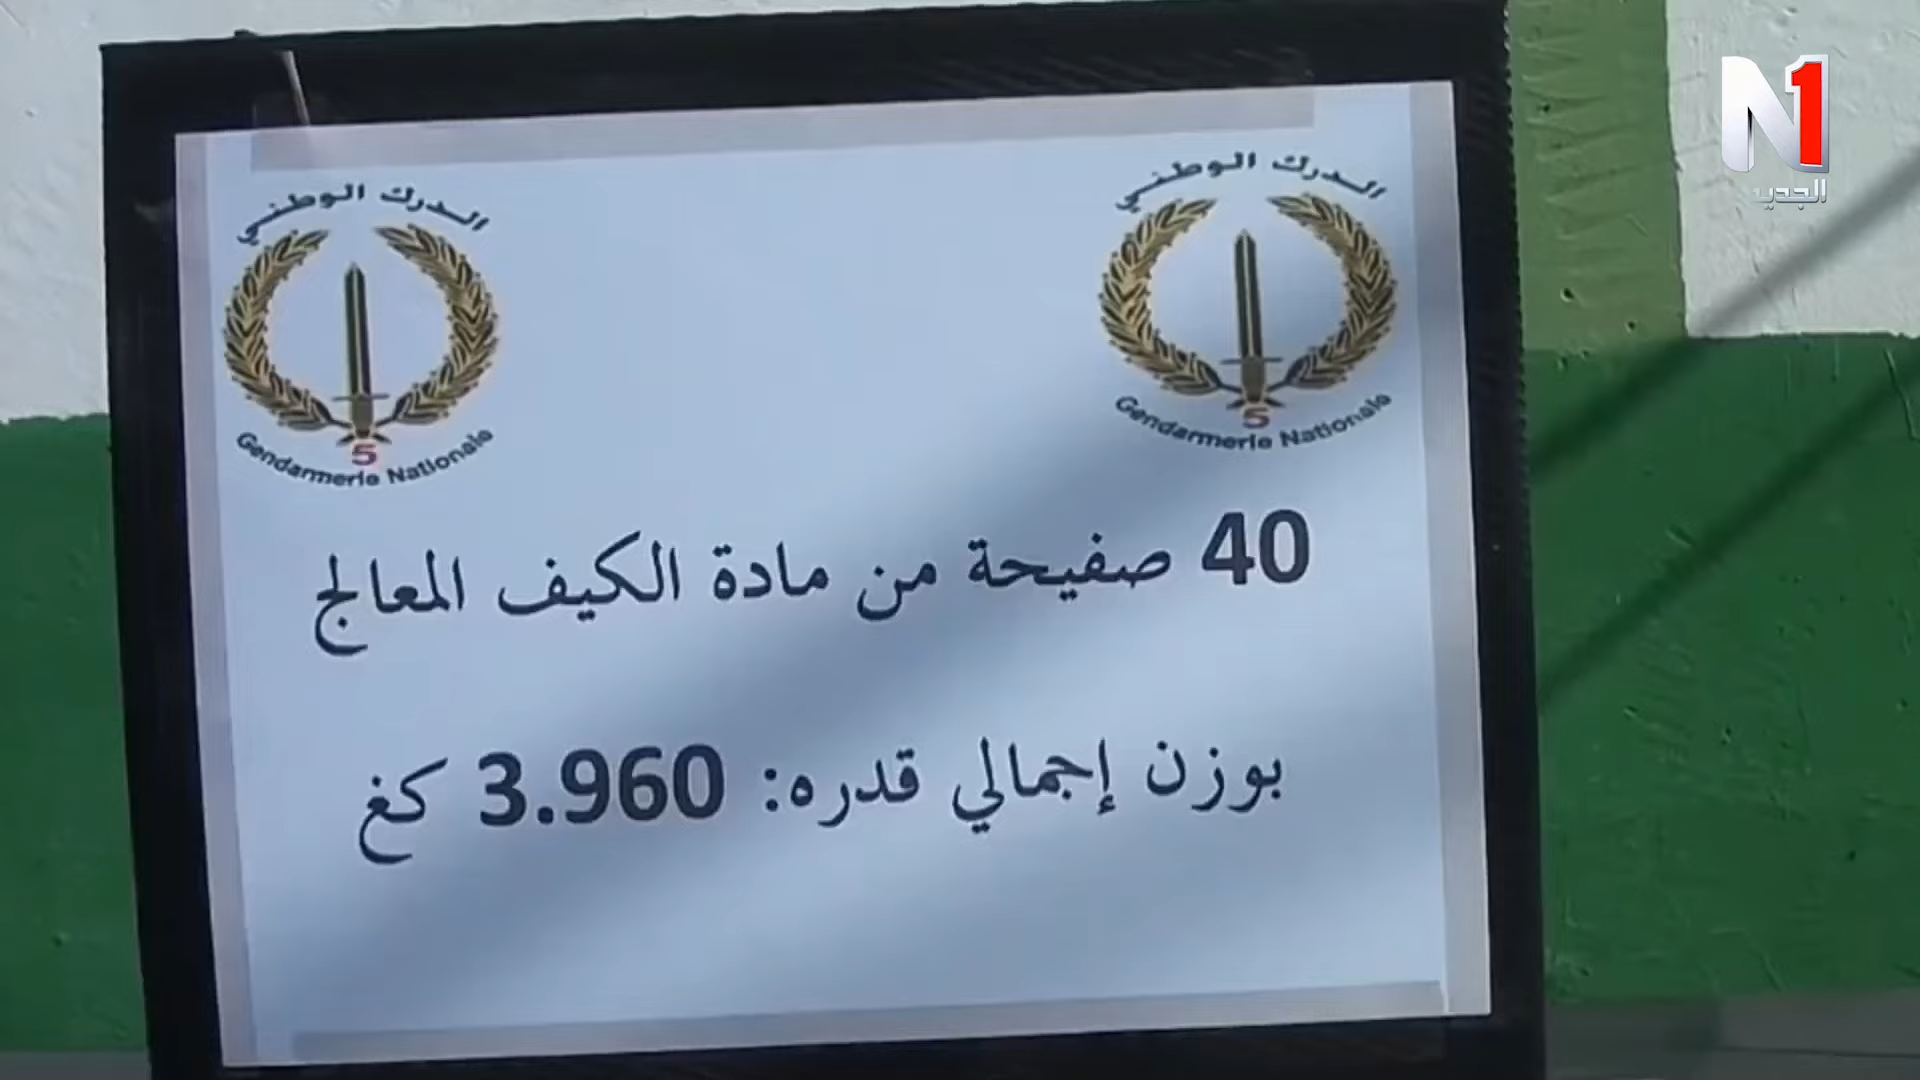 N1
الجديد
الدرك الوطني
5
Gendarmerie Nationale
الدرك الوطني
5
Gendarmerie Nationale
40 صفيحة من مادة الكيف المعالج
بوزن إجمالي قدره: 3.960 كغ